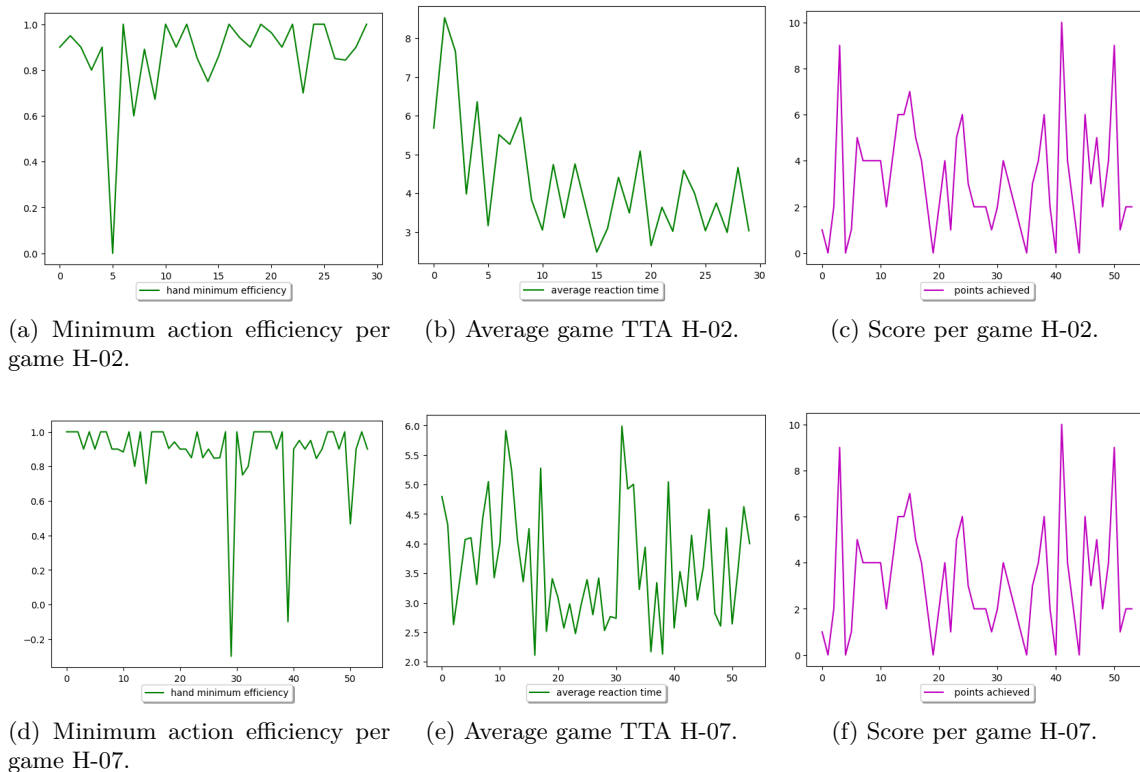 1.0
0.8
0.6
0.4
0.2
0.0
0 5 10 15 20 25 30
hand minimum efficiency
8
7
6
5
4
3
0 5 10 15 20 25 30
average reaction time
10
8
6
4
2
0
0 10 20 30 40 50
points achieved
(a) Minimum action efficiency per
game H-02.
(b) Average game TTA H-02.
(c) Score per game H-02.
1.0
0.8
0.6
0.4
0.2
0.0
−0.2
0 10 20 30 40 50
hand minimum efficiency
6.0
5.5
5.0
4.5
4.0
3.5
3.0
2.5
2.0
0 10 20 30 40 50
average reaction time
10
8
6
4
2
0
0 10 20 30 40 50
points achieved
(d) Minimum action efficiency per
game H-07.
(e) Average game TTA H-07.
(f) Score per game H-07.